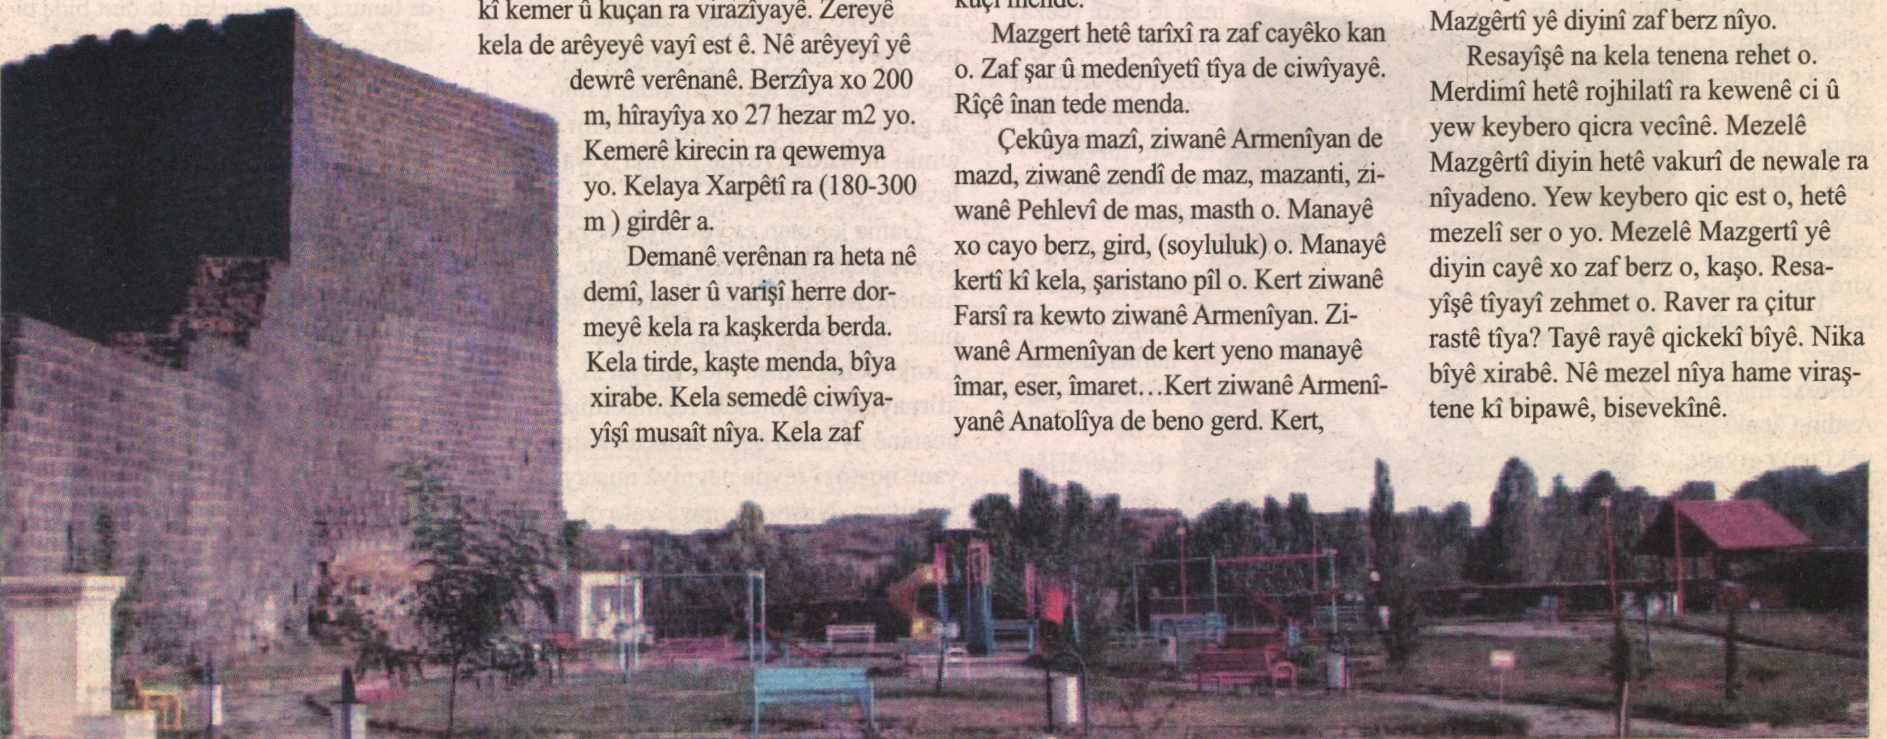 kî kemer û kuçan ra virazîyayê. Zereyê
kela de arêyeyê vayî est ê. Nê arêyeyî yê
dewrê verênanê. Berzîya xo 200
m, hîrayîya xo 27 hezar m2 yo.
Kemerê kirecin ra qewemya
yo. Kelaya Xarpêtî ra (180-300
m ) girdêr a.
Demanê verênan ra heta nê
demî, laser û varişî herre dor-
meyê kela ra kaşkerda berda.
Kela tirde, kaşte menda, bîya
xirabe. Kela semedê ciwîya-
yîşî musaît nîya. Kela zaf
Mazgert hetê tarîxî ra zaf cayêko kan
o. Zaf şar û medenîyetî tîya de ciwîyayê.
Rîçê înan tede menda.
Çekûya mazî, ziwanê Armenîyan de
mazd, ziwanê zendî de maz, mazanti, zi-
wanê Pehlevî de mas, masth o. Manayê
xo cayo berz, gird, (soyluluk) o. Manayê
kertî kî kela, şaristano pîl o. Kert ziwanê
Farsî ra kewto ziwanê Armenîyan. Zi-
wanê Armenîyan de kert yeno manayê
îmar, eser, îmaret…Kert ziwanê Armenî-
yanê Anatolîya de beno gerd. Kert,
Mazgêrtî yê diyinî zaf berz nîyo.
Resayîşê na kela tenena rehet o.
Merdimî hetê rojhilatî ra kewenê ci û
yew keybero qicra vecînê. Mezelê
Mazgêrtî diyin hetê vakurî de newale ra
nîyadeno. Yew keybero qic est o, hetê
mezelî ser o yo. Mezelê Mazgertî yê
diyin cayê xo zaf berz o, kaşo. Resa-
yîşê tîyayî zehmet o. Raver ra çitur
rastê tîya? Tayê rayê qickekî bîyê. Nika
bîyê xirabê. Nê mezel nîya hame viraş-
tene kî bipawê, bisevekînê.